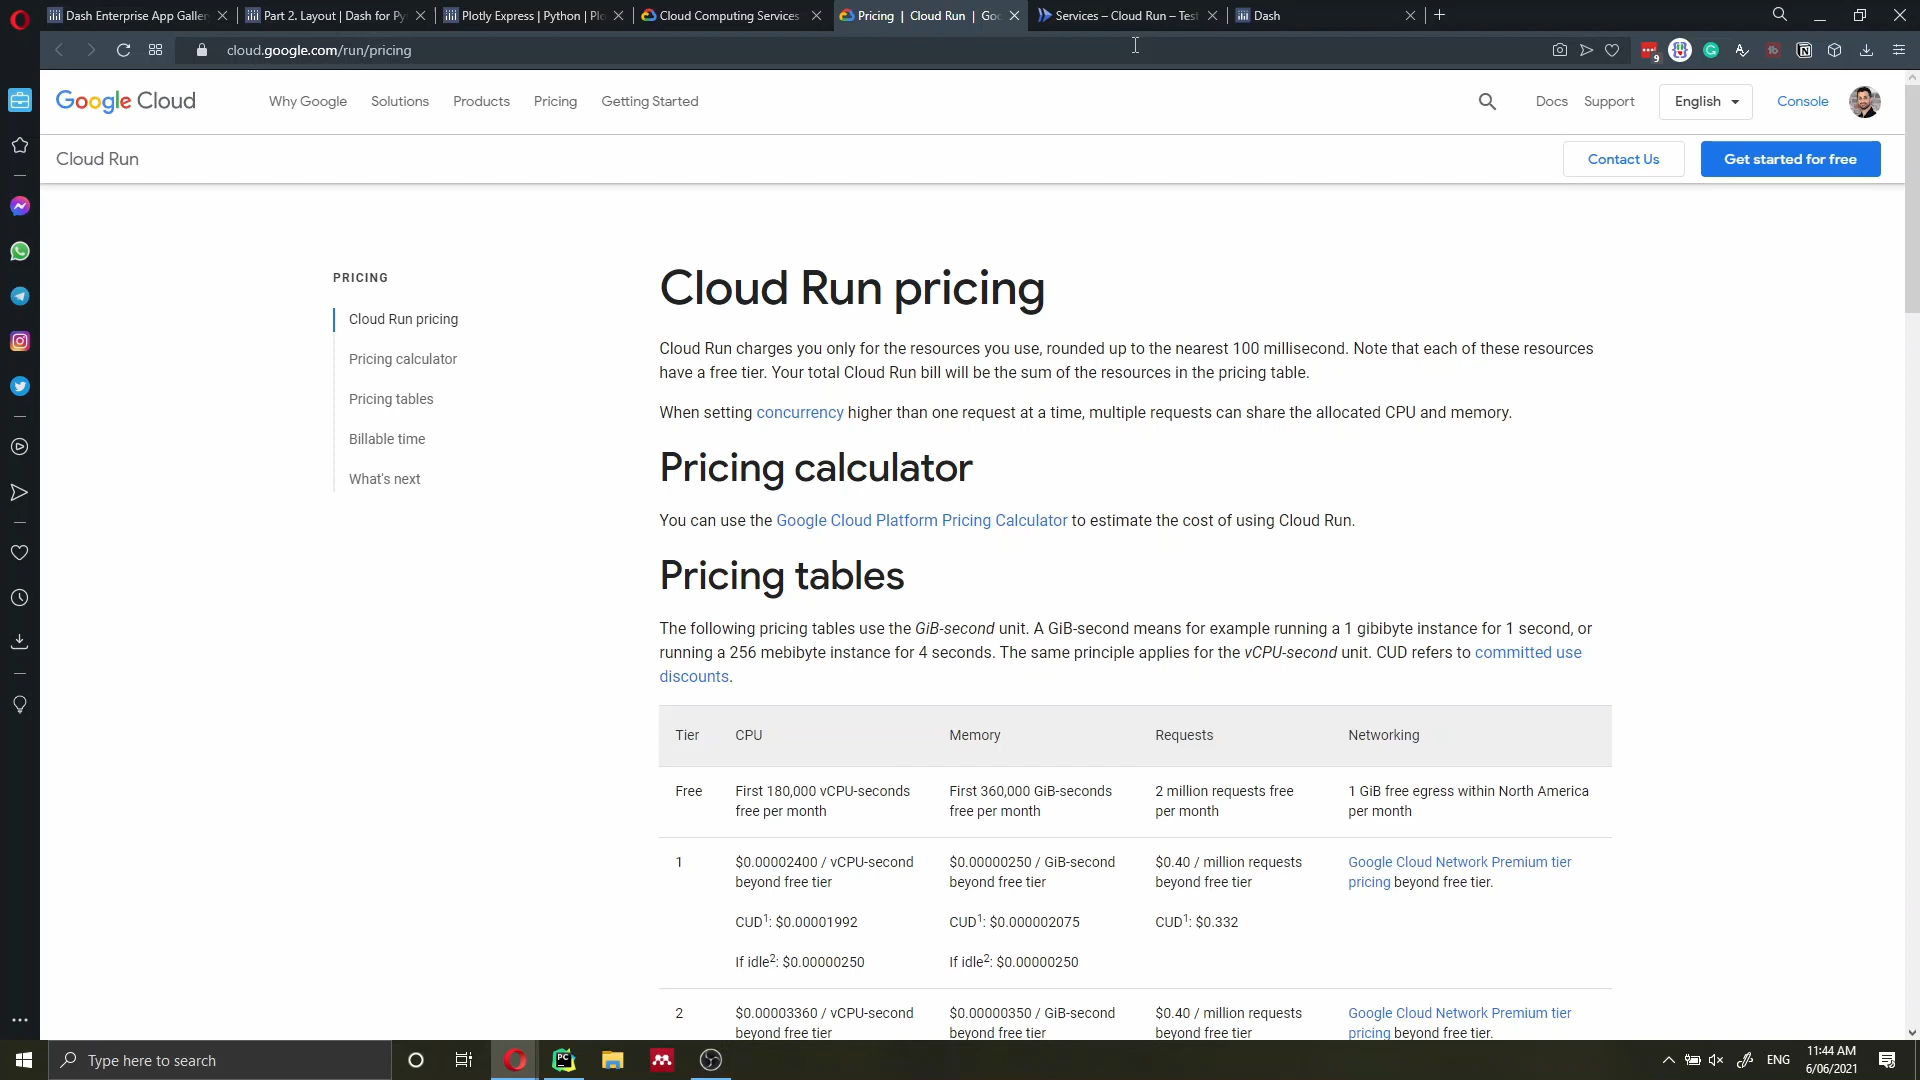 Dash Enterprise App Galler
Part 2. Layout | Dash for Py
Plotly Express | Python | Plo
Cloud Computing Services
Pricing | Cloud Run | Goo
Services – Cloud Run – Test
Dash
cloud.google.com/run/pricing
9
Google Cloud
Why Google
Solutions
Products
Pricing
Getting Started
Docs
Support
English
Console
Cloud Run
Contact Us
Get started for free
PRICING
Cloud Run pricing
Pricing calculator
Pricing tables
Billable time
What's next
Cloud Run pricing
Cloud Run charges you only for the resources you use, rounded up to the nearest 100 millisecond. Note that each of these resources
have a free tier. Your total Cloud Run bill will be the sum of the resources in the pricing table.
When setting concurrency higher than one request at a time, multiple requests can share the allocated CPU and memory.
Pricing calculator
You can use the Google Cloud Platform Pricing Calculator to estimate the cost of using Cloud Run.
Pricing tables
The following pricing tables use the GiB-second unit. A GiB-second means for example running a 1 gibibyte instance for 1 second, or
running a 256 mebibyte instance for 4 seconds. The same principle applies for the vCPU-second unit. CUD refers to committed use
discounts.
Tier CPU Memory Requests Networking
Free First 180,000 vCPU-seconds First 360,000 GiB-seconds 2 million requests free 1 GiB free egress within North America
free per month free per month per month per month
1 $0.00002400 / vCPU-second $0.00000250 / GiB-second $0.40 / million requests Google Cloud Network Premium tier
beyond free tier beyond free tier beyond free tier pricing beyond free tier.
CUD1: $0.00001992 CUD1: $0.000002075 CUD1: $0.332
If idle2: $0.00000250 If idle2: $0.00000250
2 $0.00003360 / vCPU-second $0.00000350 / GiB-second $0.40 / million requests Google Cloud Network Premium tier
beyond free tier beyond free tier beyond free tier pricing beyond free tier.
Type here to search
PC
ENG
11:44 AM
6/06/2021